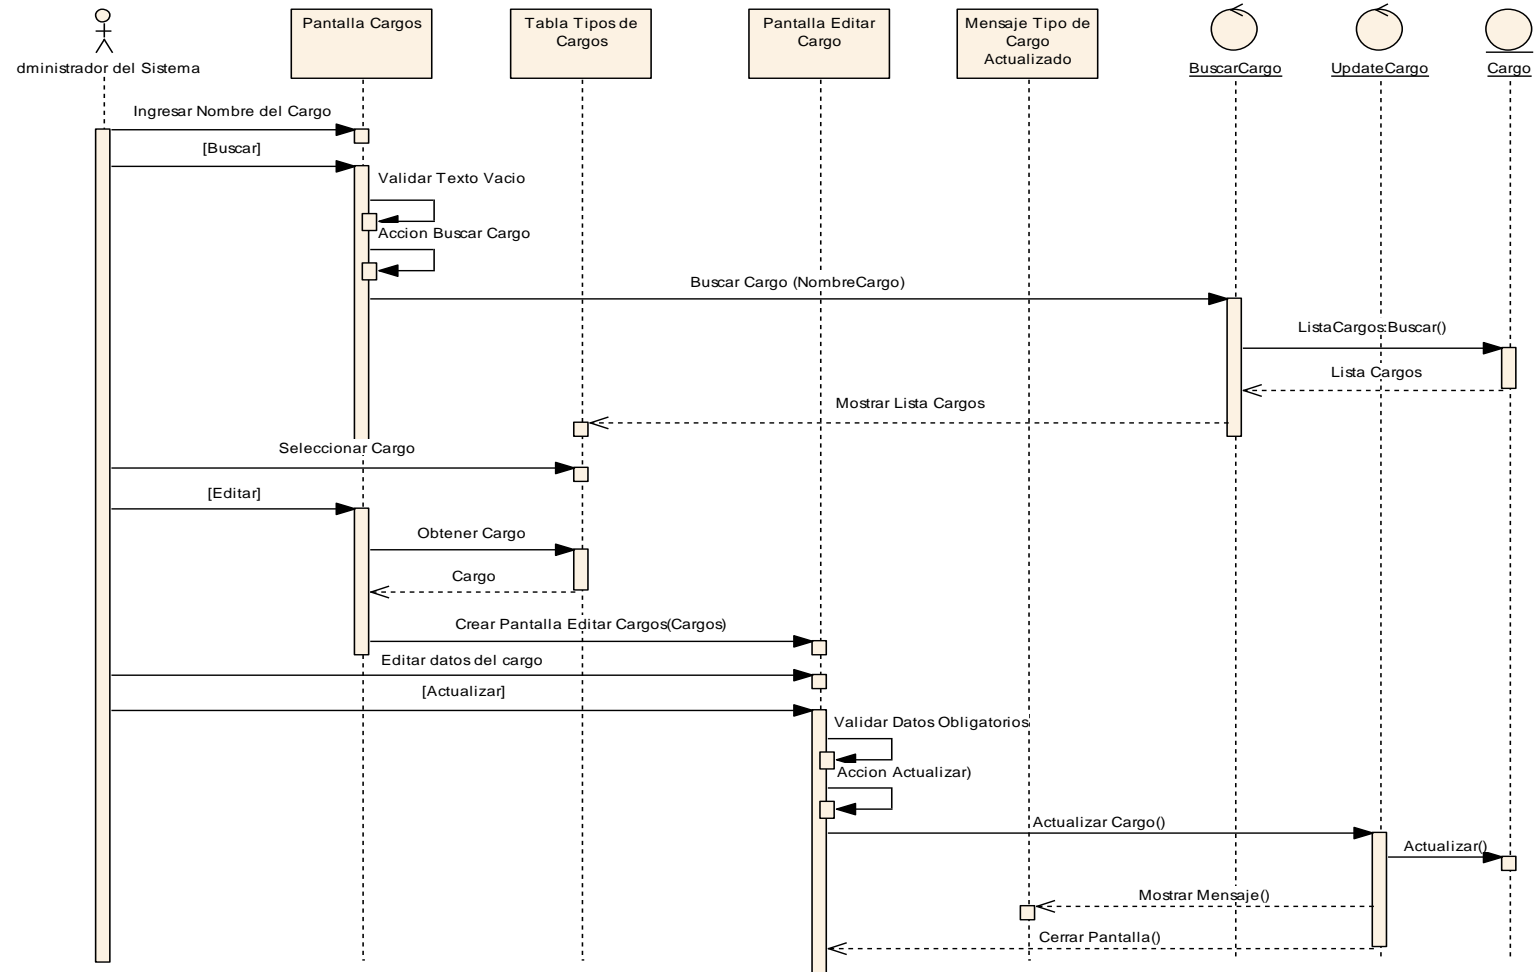 Pantalla Cargos
Tabla Tipos de
Cargos
Pantalla Editar
Cargo
Mensaje Tipo de
Cargo
Actualizado
dministrador del Sistema
BuscarCargo
UpdateCargo
Cargo
Ingresar Nombre del Cargo
[Buscar]
Validar Texto Vacio
Accion Buscar Cargo
Buscar Cargo (NombreCargo)
ListaCargos:Buscar()
Lista Cargos
Mostrar Lista Cargos
Seleccionar Cargo
[Editar]
Obtener Cargo
Cargo
Crear Pantalla Editar Cargos(Cargos)
Editar datos del cargo
[Actualizar]
Validar Datos Obligatorios
Accion Actualizar)
Actualizar Cargo()
Actualizar()
Mostrar Mensaje()
Cerrar Pantalla()